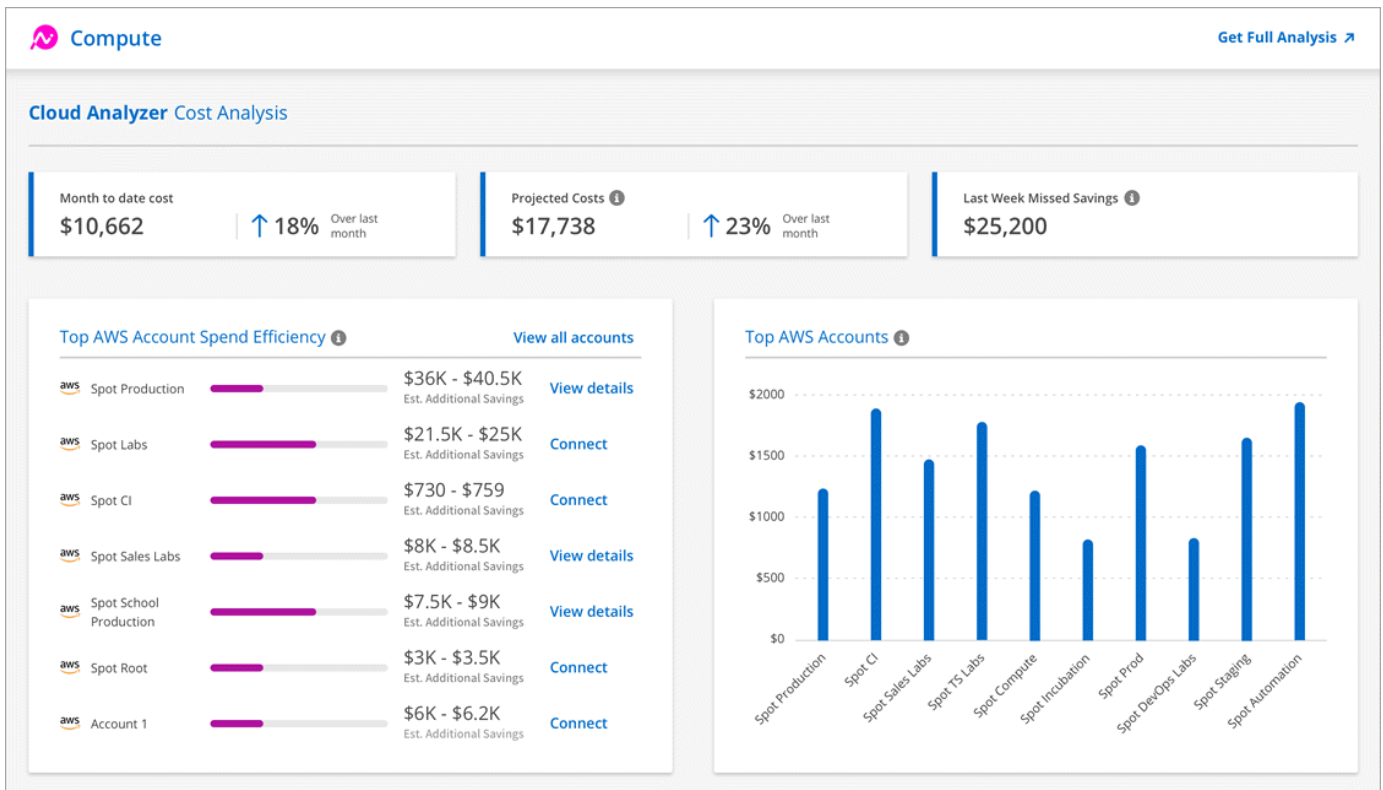 Compute
Get Full Analysis ↗
Cloud Analyzer Cost Analysis
Month to date cost
$10,662
↑ 18%
Over last
month
Projected Costs
$17,738
↑ 23%
Over last
month
Last Week Missed Savings
$25,200
Top AWS Account Spend Efficiency
View all accounts
aws Spot Production
$36K - $40.5K
Est. Additional Savings
View details
aws Spot Labs
$21.5K - $25K
Est. Additional Savings
Connect
aws Spot CI
$730 - $759
Est. Additional Savings
Connect
aws Spot Sales Labs
$8K - $8.5K
Est. Additional Savings
View details
aws Spot School
Production
$7.5K - $9K
Est. Additional Savings
View details
aws Spot Root
$3K - $3.5K
Est. Additional Savings
Connect
aws Account 1
$6K - $6.2K
Est. Additional Savings
Connect
Top AWS Accounts
$2000
$1500
$1000
$500
$0
Spot Production
Spot CI
Spot Sales Labs
Spot TS Labs
Spot Compute
Spot Incubation
Spot Prod
Spot DevOps Labs
Spot Staging
Spot Automation